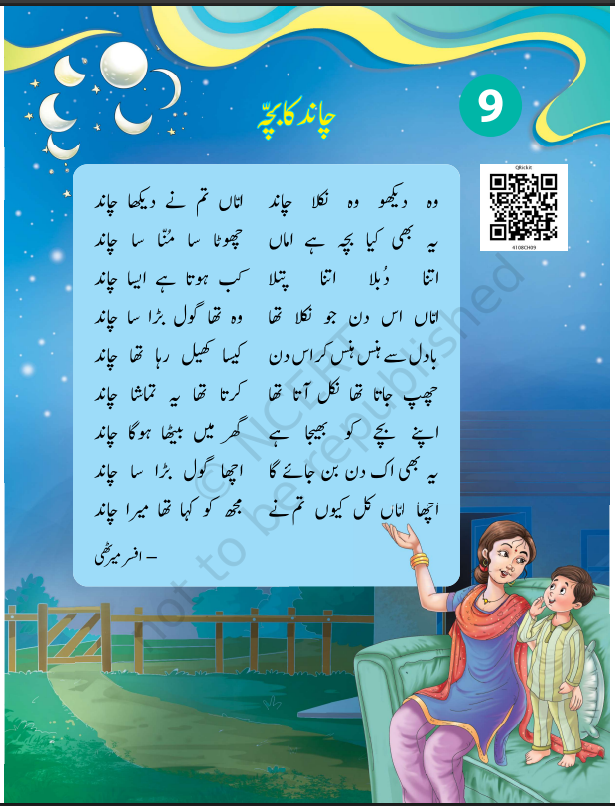 چاند کا بچّہ
9
QRickit
4108CH09
وہ دیکھو وہ نکلا چاند امّاں تم نے دیکھا چاند
یہ بھی کیا بچہ ہے اماں چھوٹا سا مُنّا سا چاند
اتنا دُبلا اتنا پتلا کب ہوتا ہے ایسا چاند
امّاں اس دن جو نکلا تھا وہ تھا گول بڑا سا چاند
بادل سے ہنس ہنس کر اس دن کیسا کھیل رہا تھا چاند
چھپ جاتا تھا نکل آتا تھا کرتا تھا یہ تماشا چاند
اپنے بچے کو بھیجا ہے گھر میں بیٹھا ہوگا چاند
یہ بھی اک دن بن جائے گا اچھا گول بڑا سا چاند
اچھا امّاں کل کیوں تم نے مجھ کو کہا تھا میرا چاند
– افسر میرٹھی
not to be republished